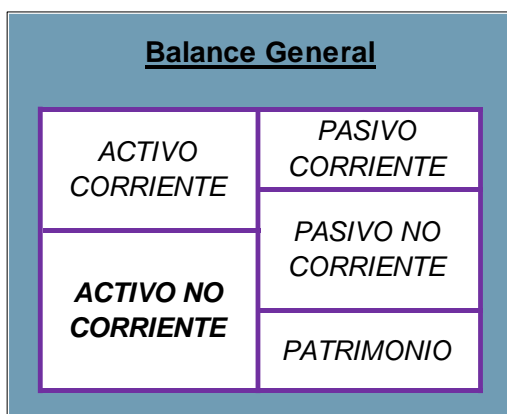 Balance General
ACTIVO
CORRIENTE
ACTIVO NO
CORRIENTE
PASIVO
CORRIENTE
PASIVO NO
CORRIENTE
PATRIMONIO